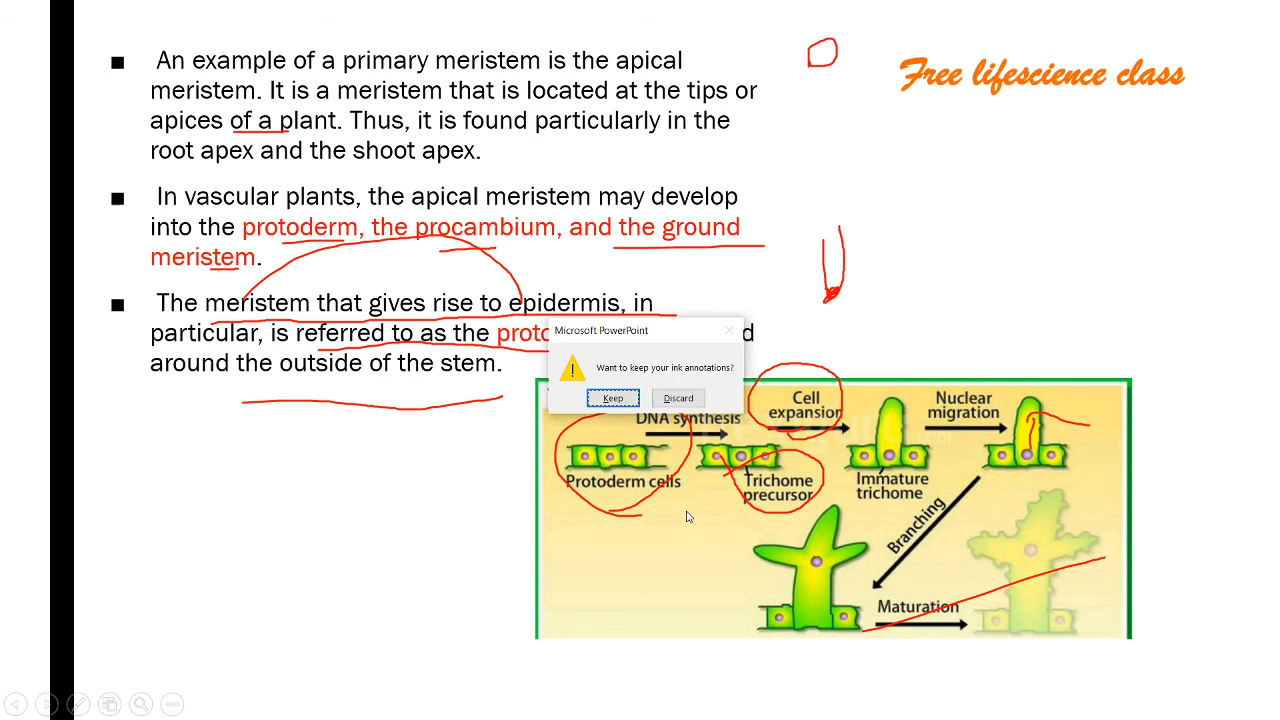 An example of a primary meristem is the apical
meristem. It is a meristem that is located at the tips or
apices of a plant. Thus, it is found particularly in the
root apex and the shoot apex.
In vascular plants, the apical meristem may develop
into the protoderm, the procambium, and the ground
meristem.
The meristem that gives rise to epidermis, in
particular, is referred to as the
around the outside of the stem.
Free lifescience class
Microsoft PowerPoint
Want to keep your ink annotations?
Keep
Discard
DNA synthesis
Cell
expansion
Nuclear
migration
Protoderm cells
Trichome
precursor
Immature
trichome
Branching
Maturation